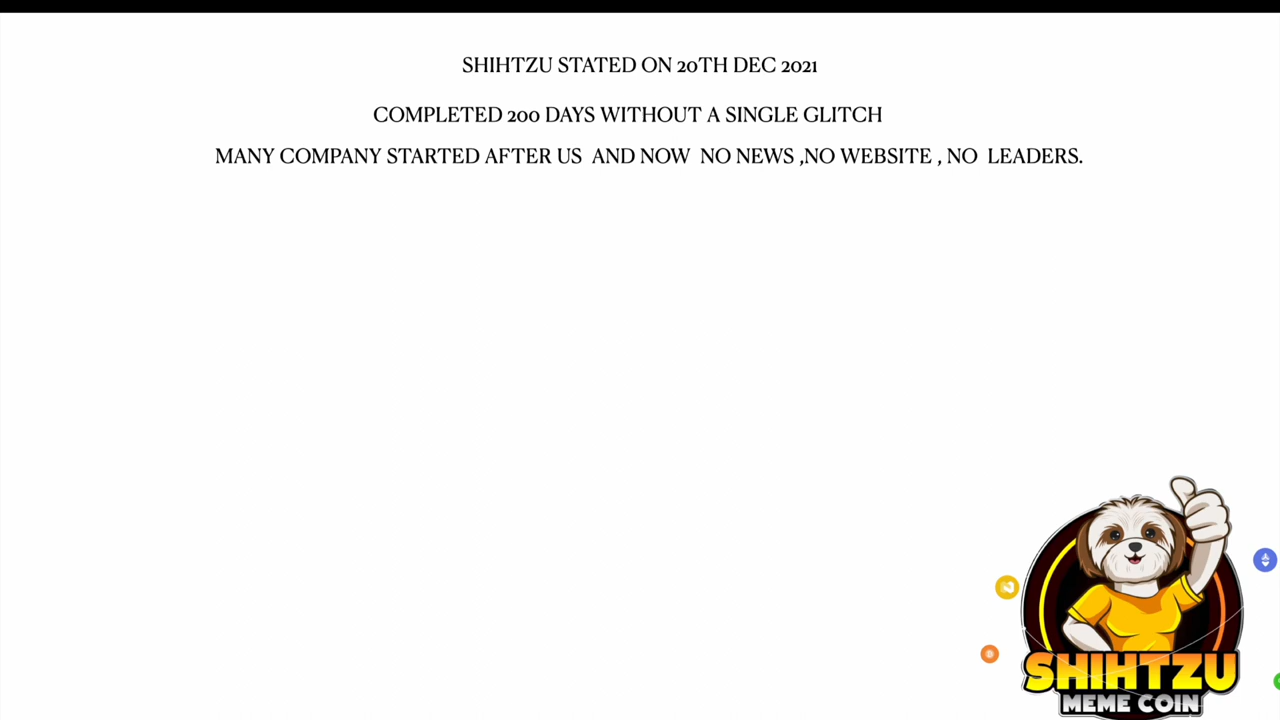 SHIHTZU STATED ON 20TH DEC 2021
COMPLETED 200 DAYS WITHOUT A SINGLE GLITCH
MANY COMPANY STARTED AFTER US AND NOW NO NEWS ,NO WEBSITE , NO LEADERS.
SHIHTZU
MEME COIN